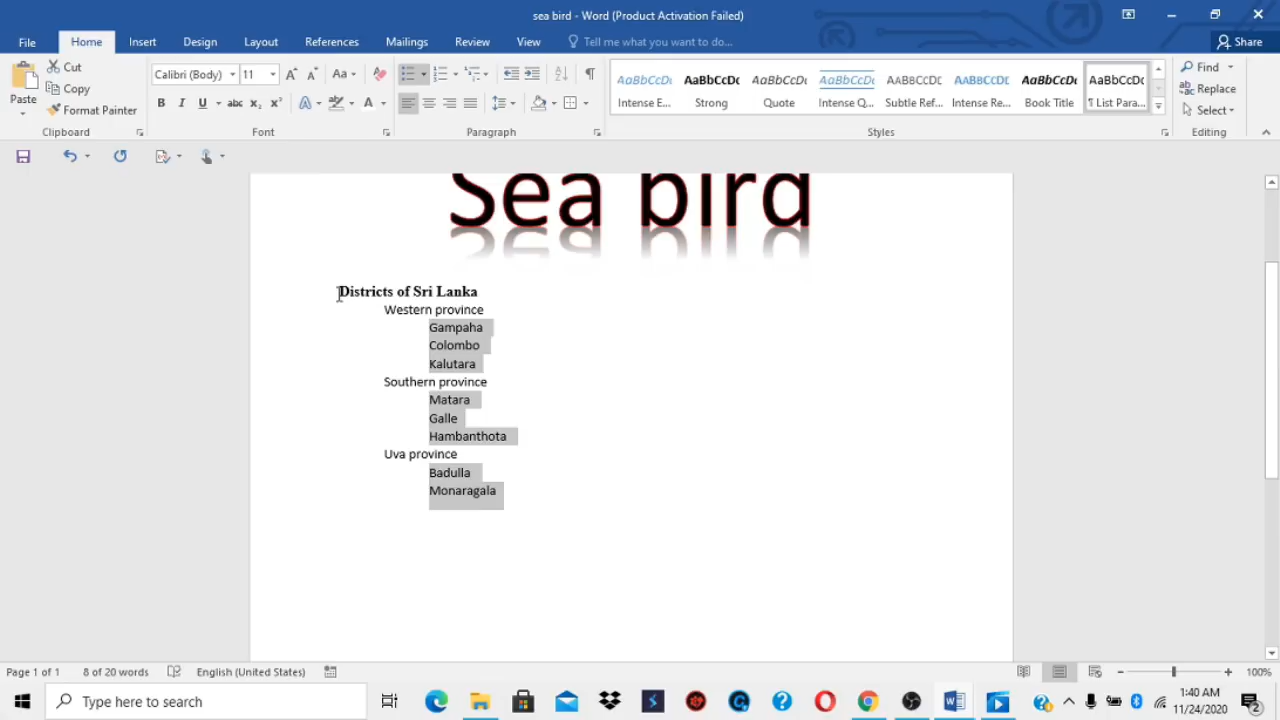 sea bird - Word (Product Activation Failed)
File Home Insert Design Layout References Mailings Review View Tell me what you want to do... Share
Paste Cut Copy Format Painter
Calibri (Body) 11
AaBbCcDt AaBbCcDc AaBbCcDc AaBbCcDt AABBCCDD AABBCCDD AaBbCcDc AaBbCcDc
Intense E... Strong Quote Intense Q... Subtle Ref... Intense Re... Book Title ¶ List Para...
Find
Replace
Select
Clipboard Font Paragraph Styles Editing
Sea bird
Districts of Sri Lanka
Western province
Gampaha
Colombo
Kalutara
Southern province
Matara
Galle
Hambanthota
Uva province
Badulla
Monaragala
Page 1 of 1 8 of 20 words English (United States) 100%
Type here to search
1:40 AM
11/24/2020
2